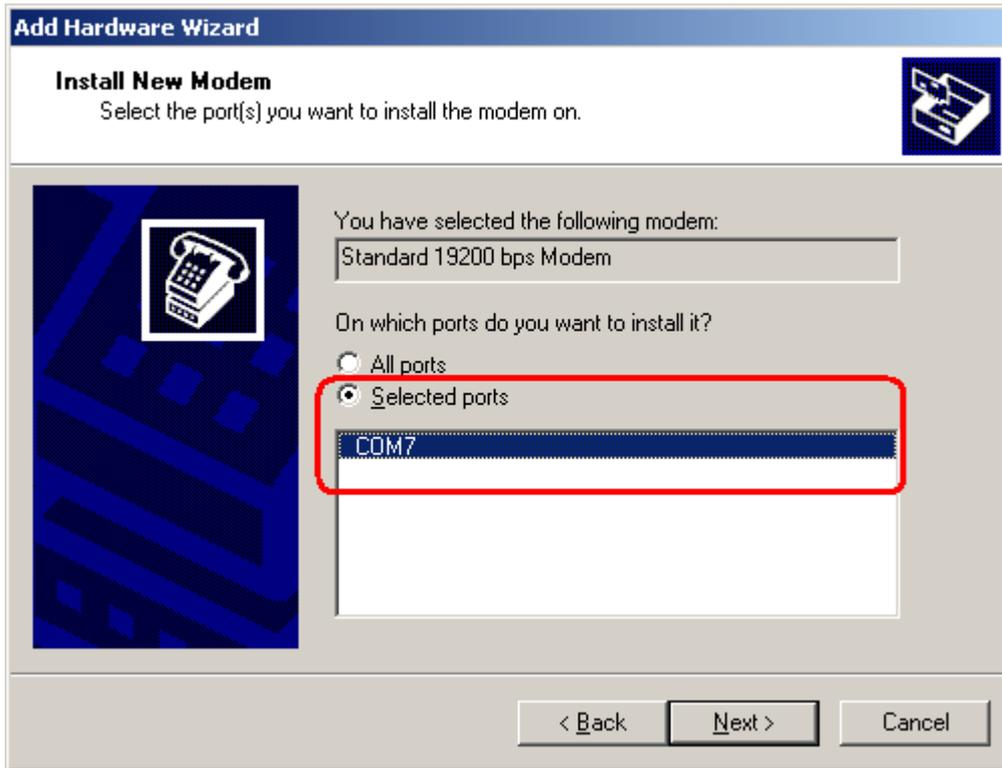 Add Hardware Wizard
Install New Modem
Select the port(s) you want to install the modem on.
You have selected the following modem:
Standard 19200 bps Modem
On which ports do you want to install it?
All ports
Selected ports
COM7
< Back Next > Cancel